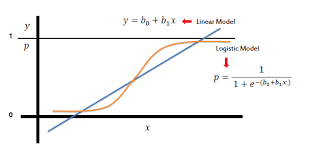 y = b₀ + b₁x Linear Model
y
1
p
Logistic Model
p = 1 / (1 + e^−(b₀+b₁x))
0
x